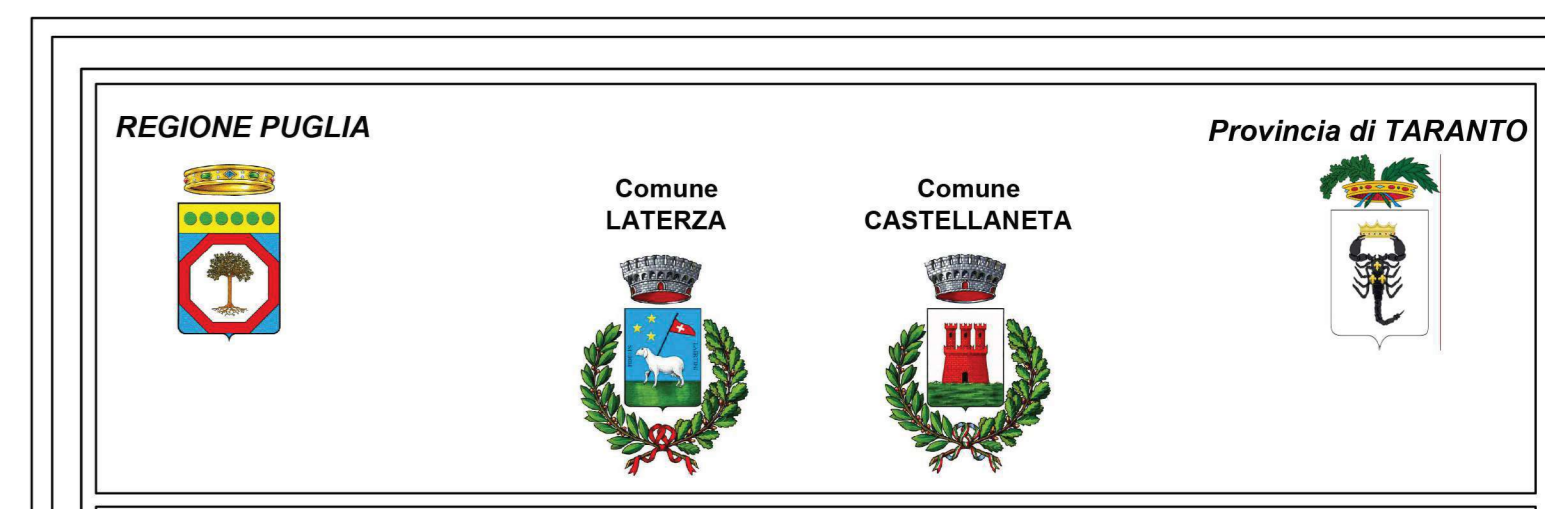 REGIONE PUGLIA
Provincia di TARANTO
Comune
LATERZA
Comune
CASTELLANETA